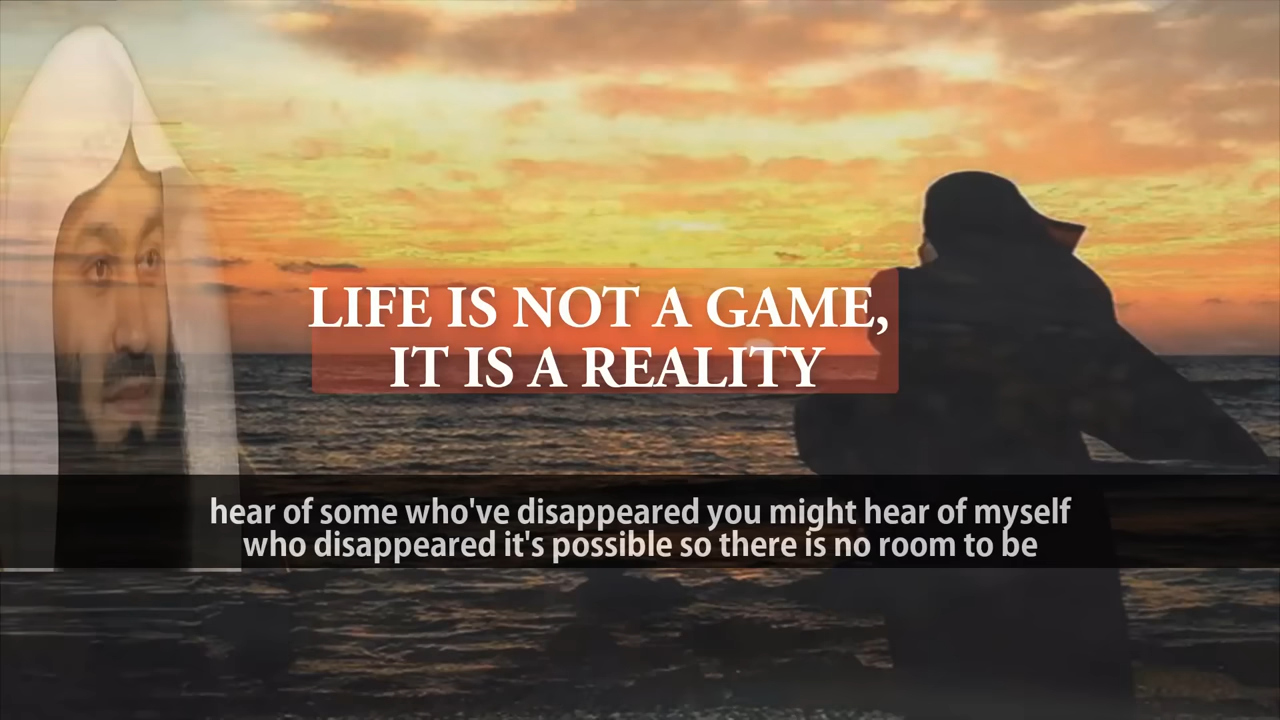 LIFE IS NOT A GAME,
IT IS A REALITY
hear of some who've disappeared you might hear of myself
who disappeared it's possible so there is no room to be